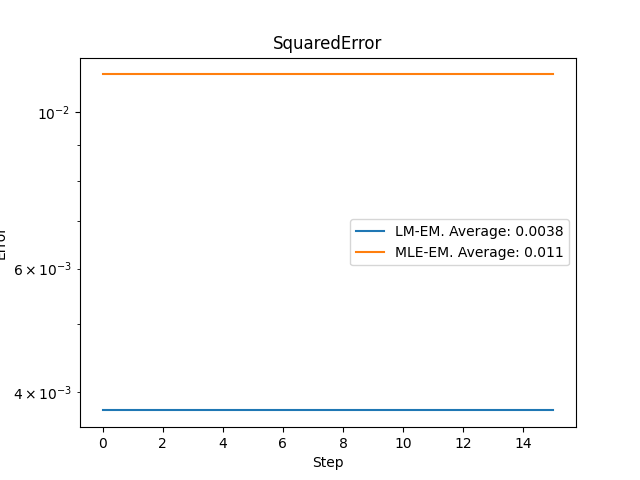 SquaredError
10⁻²
6 × 10⁻³
4 × 10⁻³
Error
LM-EM. Average: 0.0038
MLE-EM. Average: 0.011
0 2 4 6 8 10 12 14
Step